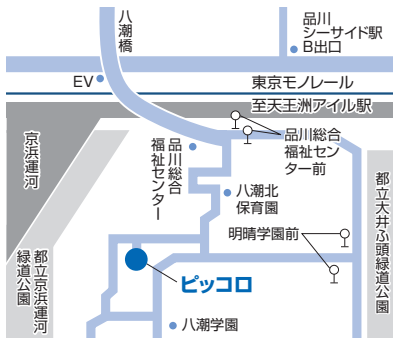 八潮橋
品川
シーサイド駅
B出口
EV
東京モノレール
至天王洲アイル駅
京浜運河
品川総合
福祉センター
品川総合
福祉セン
ター前
八潮北
保育園
都立大井ふ頭緑道公園
明晴学園前
都立京浜運河
緑道公園
ピッコロ
八潮学園